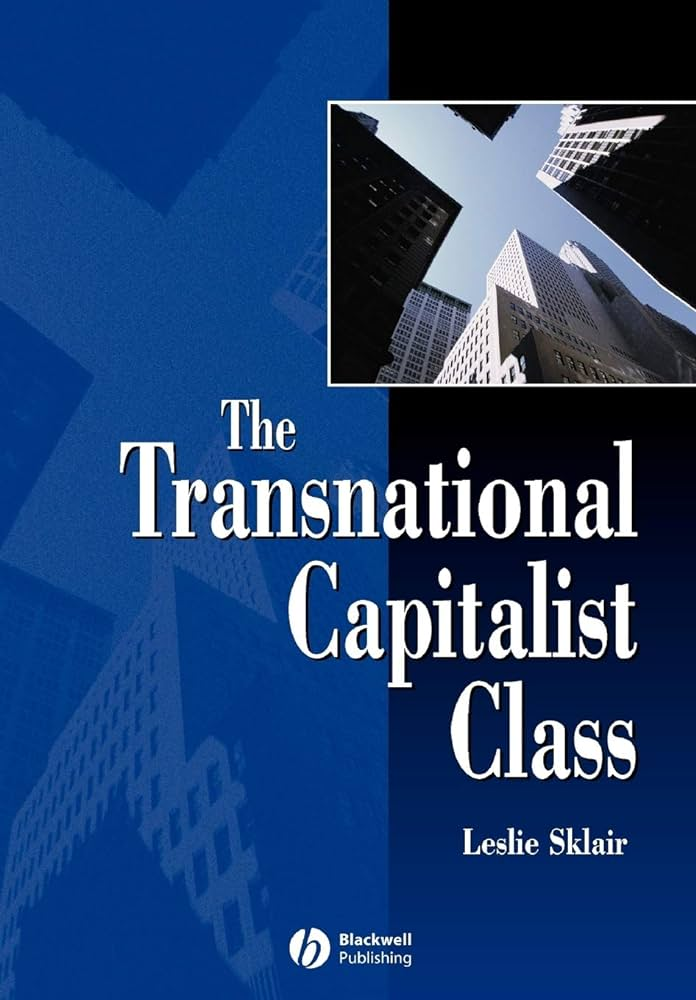 The
Transnational
Capitalist
Class
Leslie Sklair
b
Blackwell
Publishing